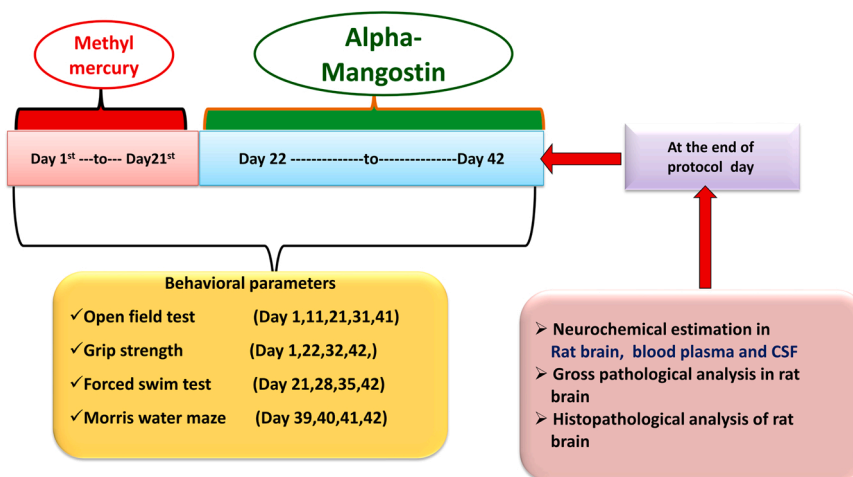 Methyl
mercury
Alpha-
Mangostin
Day 1st ---to--- Day21st
Day 22 --------------to---------------Day 42
At the end of
protocol day
Behavioral parameters
✓Open field test (Day 1,11,21,31,41)
✓Grip strength (Day 1,22,32,42,)
✓Forced swim test (Day 21,28,35,42)
✓Morris water maze (Day 39,40,41,42)
➢ Neurochemical estimation in
Rat brain, blood plasma and CSF
➢ Gross pathological analysis in rat
brain
➢ Histopathological analysis of rat
brain